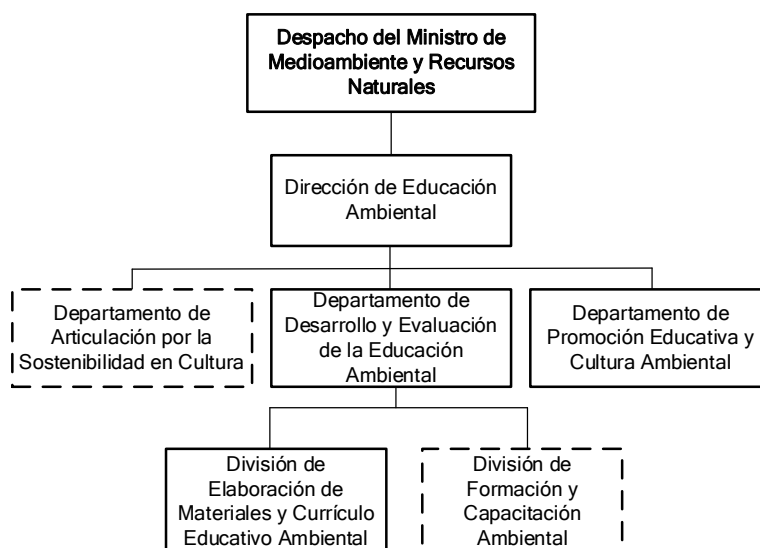 Despacho del Ministro de
Medioambiente y Recursos
Naturales
Dirección de Educación
Ambiental
Departamento de
Articulación por la
Sostenibilidad en Cultura
Departamento de
Desarrollo y Evaluación
de la Educación
Ambiental
Departamento de
Promoción Educativa y
Cultura Ambiental
División de
Elaboración de
Materiales y Currículo
Educativo Ambiental
División de
Formación y
Capacitación
Ambiental